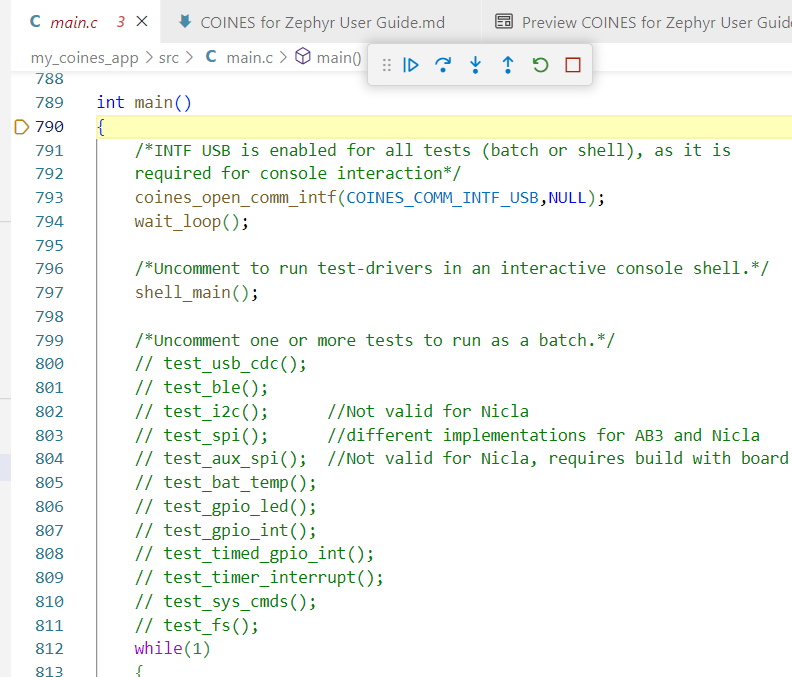 C main.c 3 COINES for Zephyr User Guide.md Preview COINES for Zephyr User Guide
my_coines_app > src > C main.c > main()
788
789 int main()
790 {
791 /*INTF USB is enabled for all tests (batch or shell), as it is
792 required for console interaction*/
793 coines_open_comm_intf(COINES_COMM_INTF_USB,NULL);
794 wait_loop();
795
796 /*Uncomment to run test-drivers in an interactive console shell.*/
797 shell_main();
798
799 /*Uncomment one or more tests to run as a batch.*/
800 // test_usb_cdc();
801 // test_ble();
802 // test_i2c(); //Not valid for Nicla
803 // test_spi(); //different implementations for AB3 and Nicla
804 // test_aux_spi(); //Not valid for Nicla, requires build with board
805 // test_bat_temp();
806 // test_gpio_led();
807 // test_gpio_int();
808 // test_timed_gpio_int();
809 // test_timer_interrupt();
810 // test_sys_cmds();
811 // test_fs();
812 while(1)
813 {